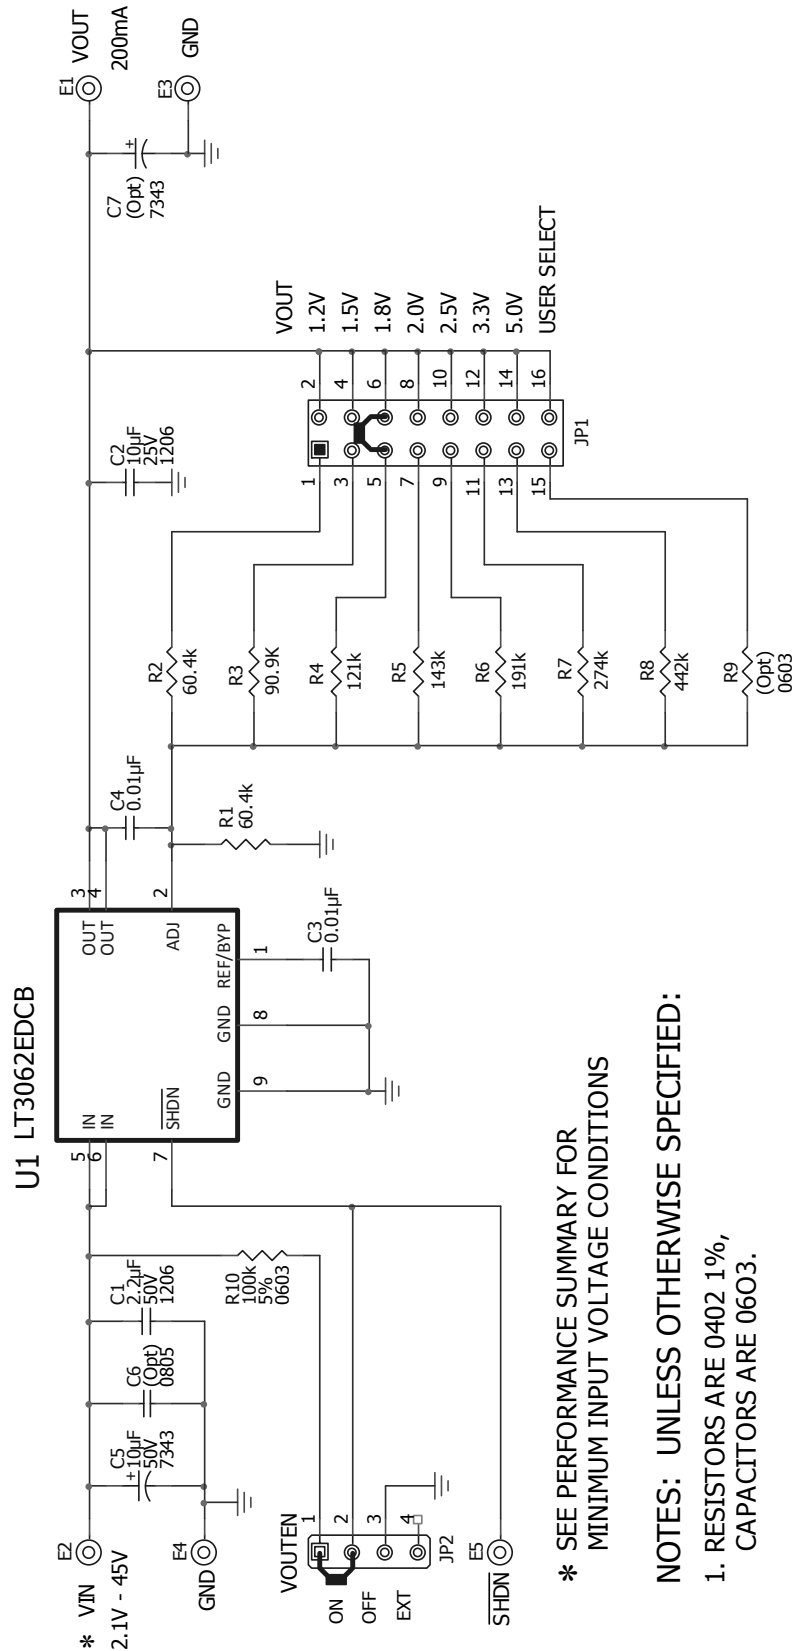 U1 LT3062EDCB
* VIN
2.1V - 45V
E2
E4
GND
C5
+
10µF
50V
7343
C6
(Opt)
0805
C1
2.2µF
50V
1206
R10
100k
5%
0603
VOUTEN
ON
OFF
EXT
1
2
3
4
JP2
E5
SHDN
5
6
7
IN
IN
SHDN
OUT
OUT
ADJ
GND
GND
REF/BYP
3
4
2
9
8
1
C3
0.01µF
C4
0.01µF
R1
60.4k
R2
60.4k
R3
90.9K
R4
121k
R5
143k
R6
191k
R7
274k
R8
442k
R9
(Opt)
0603
C2
10µF
25V
1206
1
3
5
7
9
11
13
15
2
4
6
8
10
12
14
16
JP1
VOUT
1.2V
1.5V
1.8V
2.0V
2.5V
3.3V
5.0V
USER SELECT
C7
(Opt)
7343
+
E1
VOUT
200mA
E3
GND
* SEE PERFORMANCE SUMMARY FOR
MINIMUM INPUT VOLTAGE CONDITIONS
NOTES: UNLESS OTHERWISE SPECIFIED:
1. RESISTORS ARE 0402 1%,
CAPACITORS ARE 06O3.